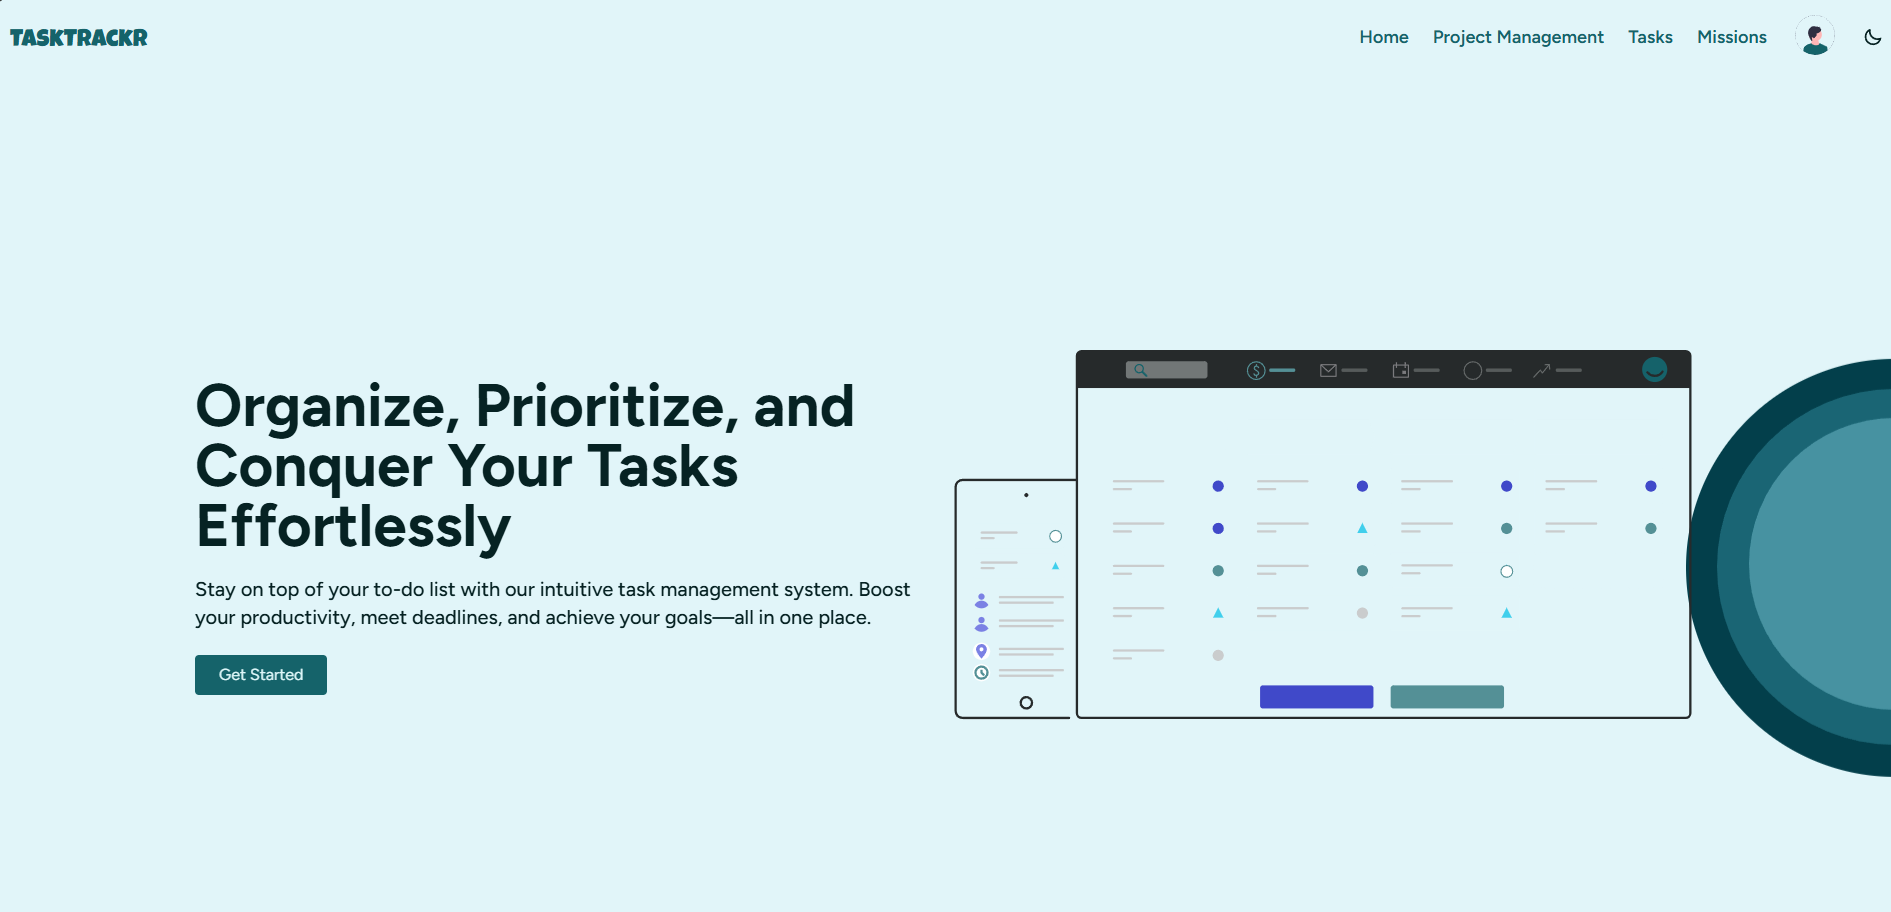 TASKTRACKR
Home Project Management Tasks Missions
Organize, Prioritize, and
Conquer Your Tasks
Effortlessly
Stay on top of your to-do list with our intuitive task management system. Boost
your productivity, meet deadlines, and achieve your goals—all in one place.
Get Started